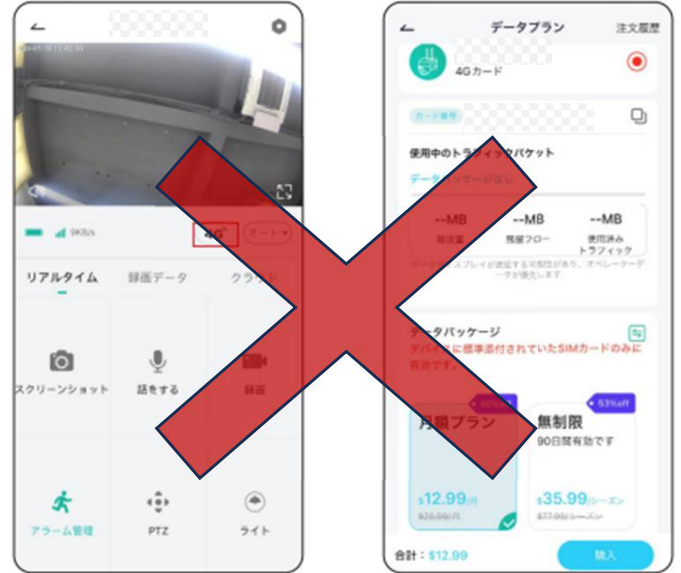 9KB/s
4G
オート
リアルタイム
録画データ
クラウド
スクリーンショット
話をする
録画
アラーム管理
PTZ
ライト
データプラン
注文履歴
4Gカード
カード番号
使用中のトラフィックパケット
データパッケージなし
--MB
--MB
--MB
総流量
残留フロー
使用済み
トラフィック
データパッケージ
デバイスに標準添付されていたSIMカードのみに
有効です。
53%off
月額プラン
無制限
90日間有効です
$12.99/月
$35.99/シーズン
$25.99/月
$77.99/シーズン
合計：$12.99
購入